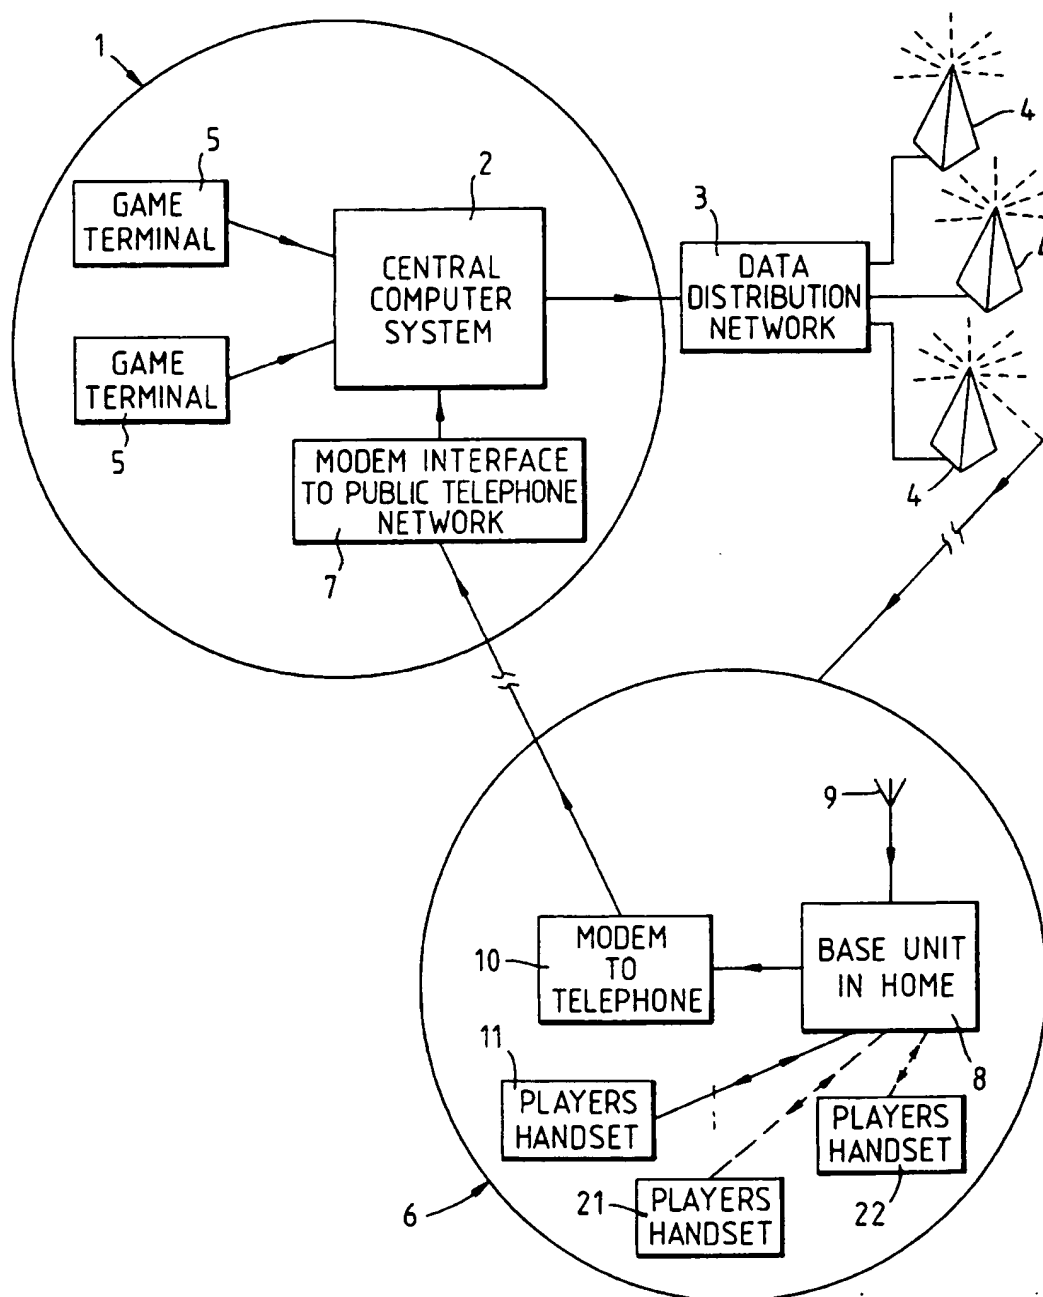 1
5
GAME
TERMINAL
2
CENTRAL
COMPUTER
SYSTEM
3
DATA
DISTRIBUTION
NETWORK
4
4
4
GAME
TERMINAL
5
MODEM INTERFACE
TO PUBLIC TELEPHONE
NETWORK
7
9
10
MODEM
TO
TELEPHONE
BASE UNIT
IN HOME
8
11
PLAYERS
HANDSET
PLAYERS
HANDSET
22
21
PLAYERS
HANDSET
6